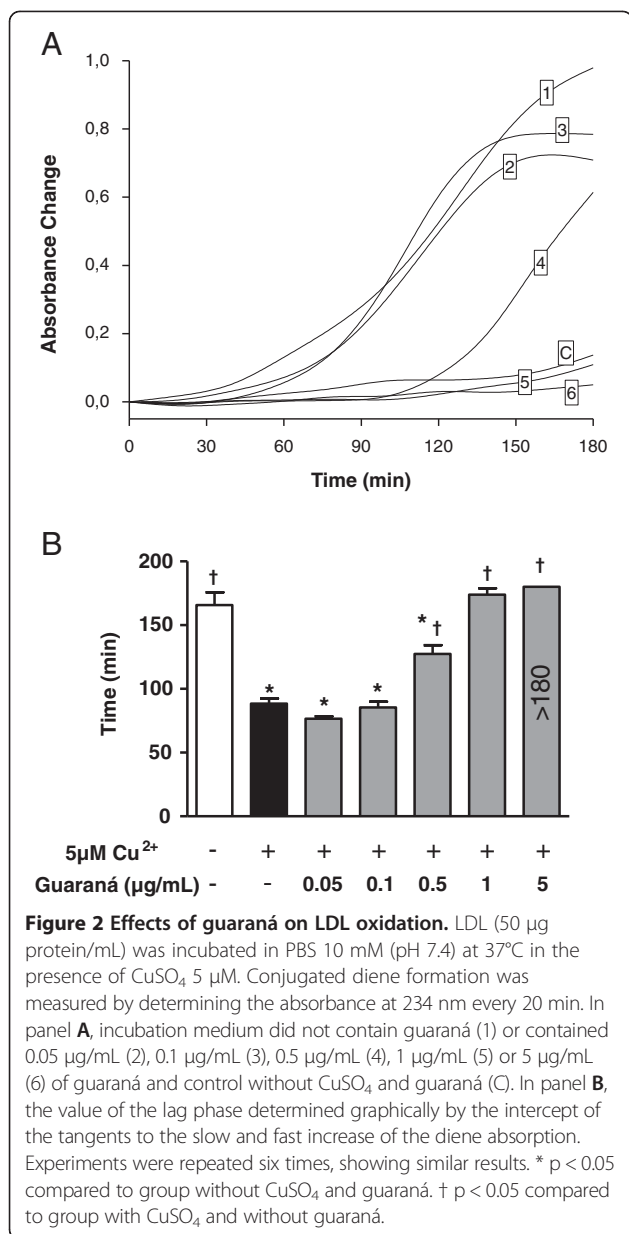 A
1,0
0,8
0,6
0,4
0,2
0,0
Absorbance Change
1
3
2
4
C
5
6
0 30 60 90 120 150 180
Time (min)
B
200
150
100
50
0
Time (min)
†
*
*
*
* †
†
†
>180
5µM Cu²⁺ - + + + + + +
Guaraná (µg/mL) - - 0.05 0.1 0.5 1 5
Figure 2 Effects of guaraná on LDL oxidation. LDL (50 µg
protein/mL) was incubated in PBS 10 mM (pH 7.4) at 37°C in the
presence of CuSO₄ 5 µM. Conjugated diene formation was
measured by determining the absorbance at 234 nm every 20 min. In
panel A, incubation medium did not contain guaraná (1) or contained
0.05 µg/mL (2), 0.1 µg/mL (3), 0.5 µg/mL (4), 1 µg/mL (5) or 5 µg/mL
(6) of guaraná and control without CuSO₄ and guaraná (C). In panel B,
the value of the lag phase determined graphically by the intercept of
the tangents to the slow and fast increase of the diene absorption.
Experiments were repeated six times, showing similar results. * p < 0.05
compared to group without CuSO₄ and guaraná. † p < 0.05 compared
to group with CuSO₄ and without guaraná.